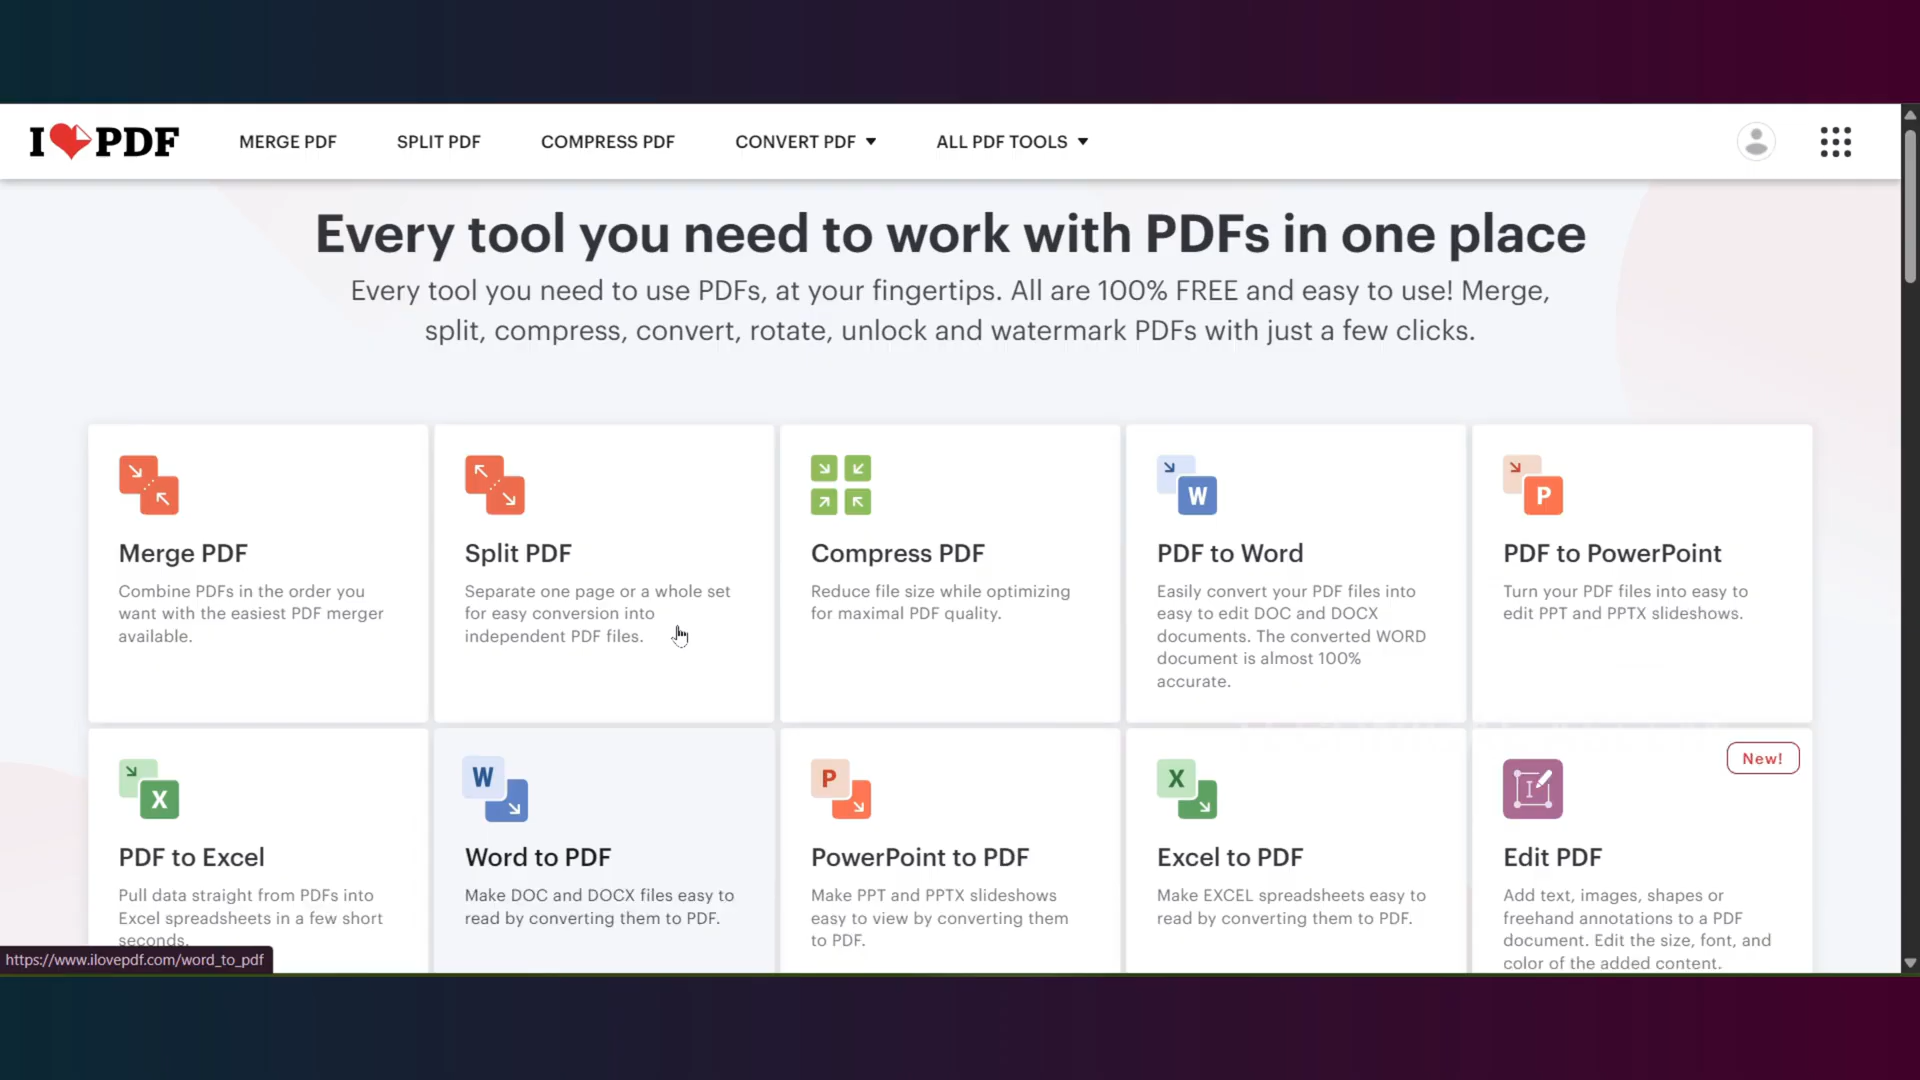 I PDF
MERGE PDF
SPLIT PDF
COMPRESS PDF
CONVERT PDF
ALL PDF TOOLS
Every tool you need to work with PDFs in one place
Every tool you need to use PDFs, at your fingertips. All are 100% FREE and easy to use! Merge,
split, compress, convert, rotate, unlock and watermark PDFs with just a few clicks.
Merge PDF
Combine PDFs in the order you
want with the easiest PDF merger
available.
Split PDF
Separate one page or a whole set
for easy conversion into
independent PDF files.
Compress PDF
Reduce file size while optimizing
for maximal PDF quality.
W
PDF to Word
Easily convert your PDF files into
easy to edit DOC and DOCX
documents. The converted WORD
document is almost 100%
accurate.
P
PDF to PowerPoint
Turn your PDF files into easy to
edit PPT and PPTX slideshows.
X
PDF to Excel
Pull data straight from PDFs into
Excel spreadsheets in a few short
seconds.
W
Word to PDF
Make DOC and DOCX files easy to
read by converting them to PDF.
P
PowerPoint to PDF
Make PPT and PPTX slideshows
easy to view by converting them
to PDF.
X
Excel to PDF
Make EXCEL spreadsheets easy to
read by converting them to PDF.
New!
Edit PDF
Add text, images, shapes or
freehand annotations to a PDF
document. Edit the size, font, and
color of the added content.
https://www.ilovepdf.com/word_to_pdf